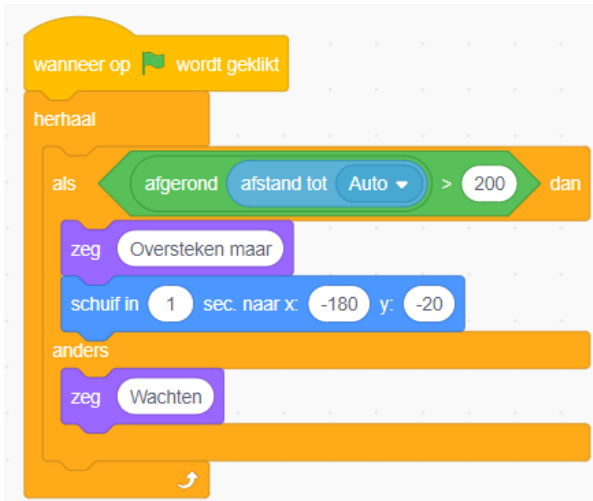 wanneer op wordt geklikt
herhaal
als afgerond afstand tot Auto > 200 dan
zeg Oversteken maar
schuif in 1 sec. naar x: -180 y: -20
anders
zeg Wachten